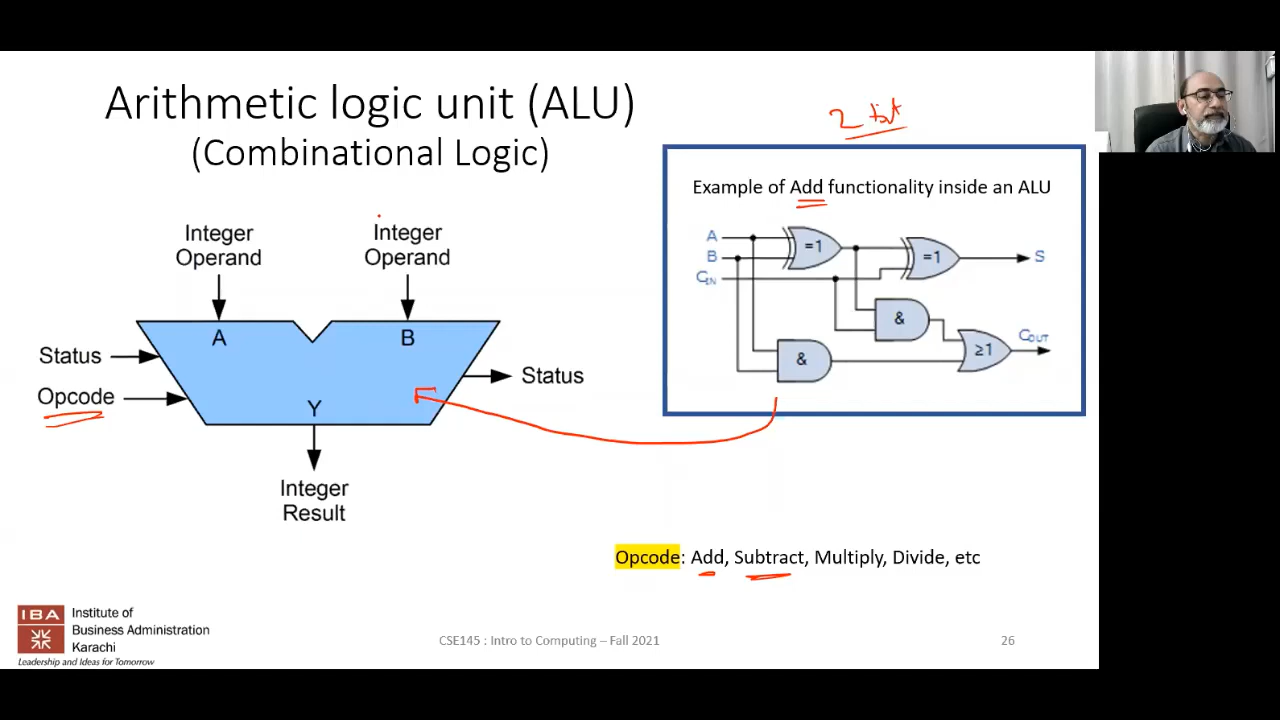 Arithmetic logic unit (ALU)
(Combinational Logic)
2 bit
Example of Add functionality inside an ALU
A
B
CIN
=1
=1
S
&
&
≥1
COUT
Integer
Operand
Integer
Operand
A
B
Status
Opcode
Status
Y
Integer
Result
Opcode: Add, Subtract, Multiply, Divide, etc
IBA
Institute of
Business Administration
Karachi
Leadership and Ideas for Tomorrow
CSE145 : Intro to Computing – Fall 2021
26